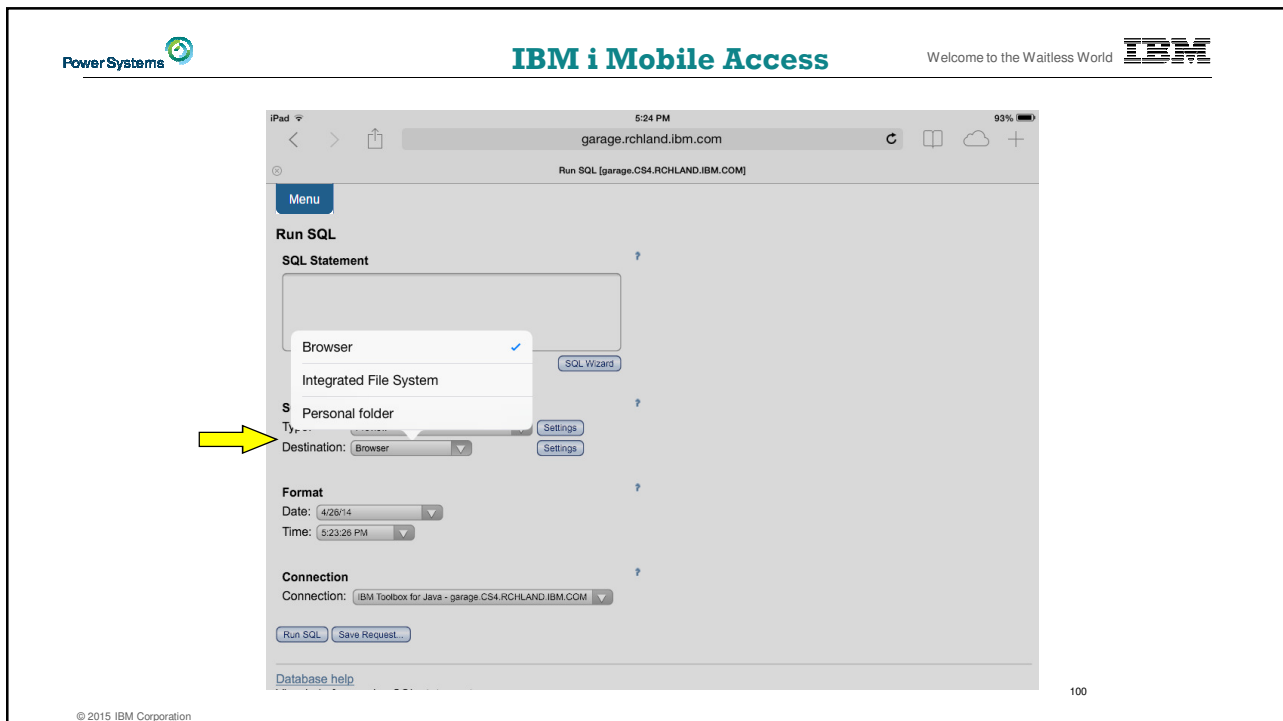 Power Systems
IBM i Mobile Access
Welcome to the Waitless World
IBM
iPad
5:24 PM
93%
garage.rchland.ibm.com
Run SQL [garage.CS4.RCHLAND.IBM.COM]
Menu
Run SQL
SQL Statement
?
Browser
SQL Wizard
Integrated File System
Personal folder
?
Settings
Destination: Browser
Settings
Format
?
Date: 4/26/14
Time: 5:23:26 PM
Connection
?
Connection: IBM Toolbox for Java - garage.CS4.RCHLAND.IBM.COM
Run SQL
Save Request...
Database help
100
© 2015 IBM Corporation